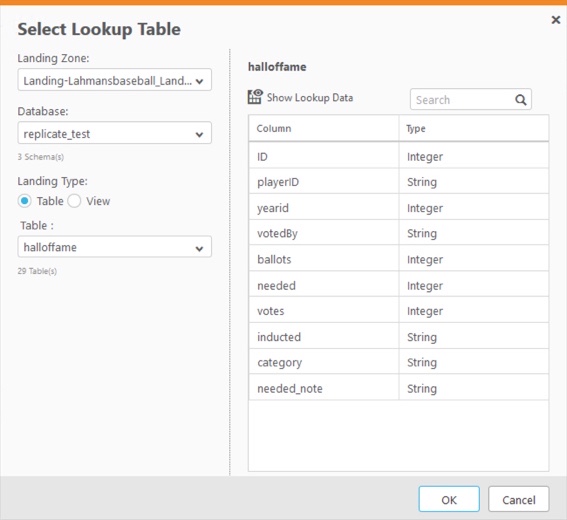 Select Lookup Table
Landing Zone:
Landing-Lahmansbaseball_Land...
Database:
replicate_test
3 Schema(s)
Landing Type:
Table View
Table :
halloffame
29 Table(s)
halloffame
Show Lookup Data Search
Column Type
ID Integer
playerID String
yearid Integer
votedBy String
ballots Integer
needed Integer
votes Integer
inducted String
category String
needed_note String
OK Cancel